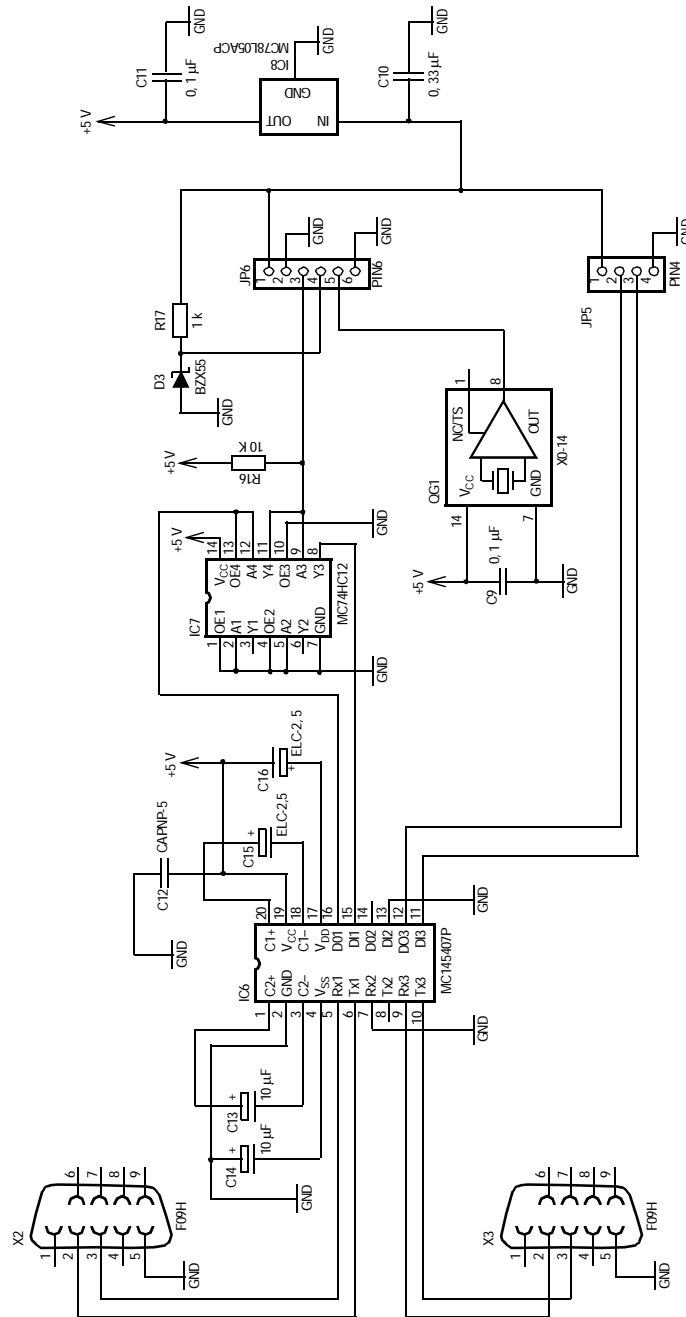 X2
1
2
3
4
5
6
7
8
9
F09H
GND
X3
1
2
3
4
5
6
7
8
9
F09H
GND
C14
+
10 µF
C13
+
10 µF
GND
GND
C12
CAPNP-5
GND
C15
ELC-2,5
+5 V
C16
+
ELC-2, 5
IC6
1 C2+
2 GND
3 C2–
4 VSS
5 Rx1
6 Tx1
7 Rx2
8 Tx2
9 Rx3
10 Tx3
C1+ 20
VCC 19
C1– 18
VDD 17
DO1 16
DI1 15
DO2 14
DI2 13
DO3 12
DI3 11
MC145407P
GND
IC7
1 OE1
2 A1
3 Y1
4 OE2
5 A2
6 Y2
7 GND
VCC 14
OE4 13
A4 12
Y4 11
OE3 10
A3 9
Y3 8
MC74HC12
+5 V
GND
GND
+5 V
R16
10 K
D3
BZX55
GND
R17
1 k
+5 V
C9
0, 1 µF
GND
QG1
14 VCC
7 GND
NC/TS 1
OUT 8
X0-14
JP6
1
2
3
4
5
6
PIN6
GND
GND
JP5
1
2
3
4
PIN4
GND
+5 V
C11
0, 1 µF
GND
OUT
GND
IN
IC8
MC78L05ACP
GND
C10
0, 33 µF
GND